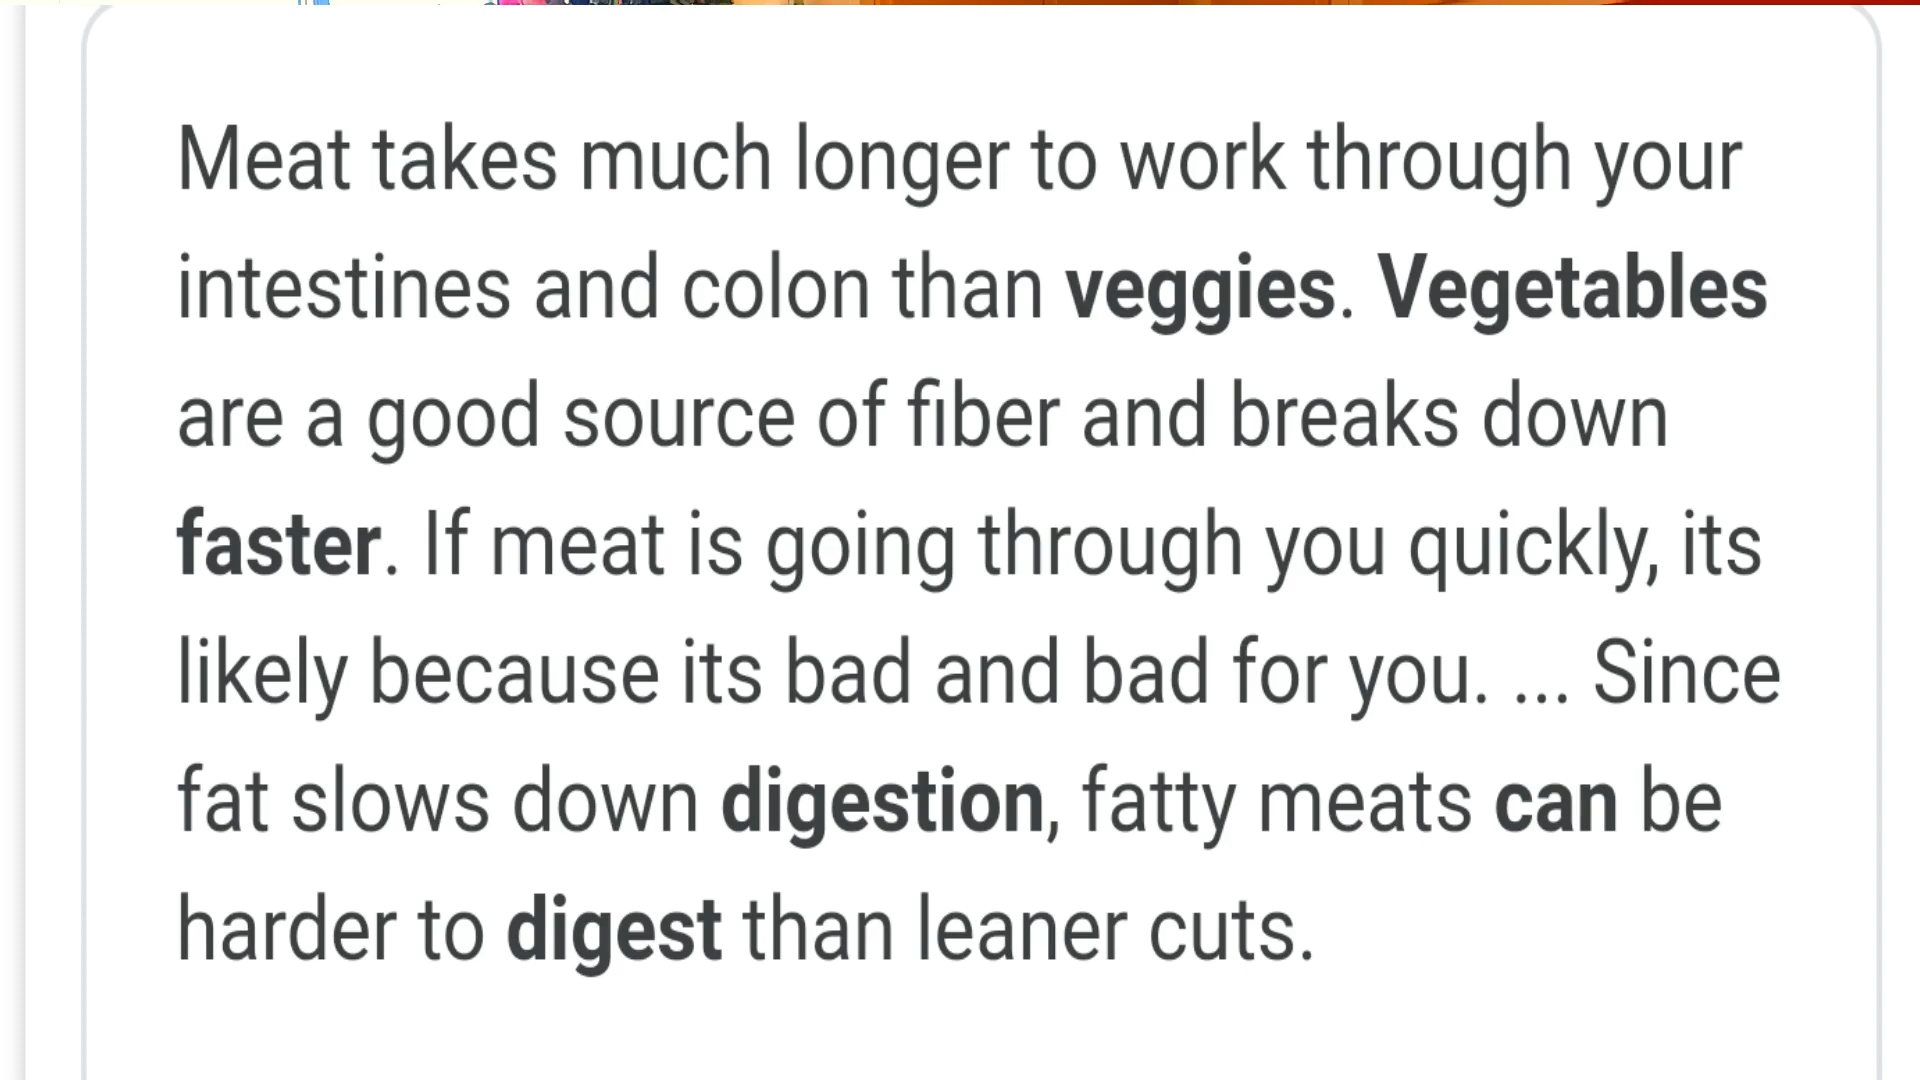 Meat takes much longer to work through your
intestines and colon than veggies. Vegetables
are a good source of fiber and breaks down
faster. If meat is going through you quickly, its
likely because its bad and bad for you. ... Since
fat slows down digestion, fatty meats can be
harder to digest than leaner cuts.